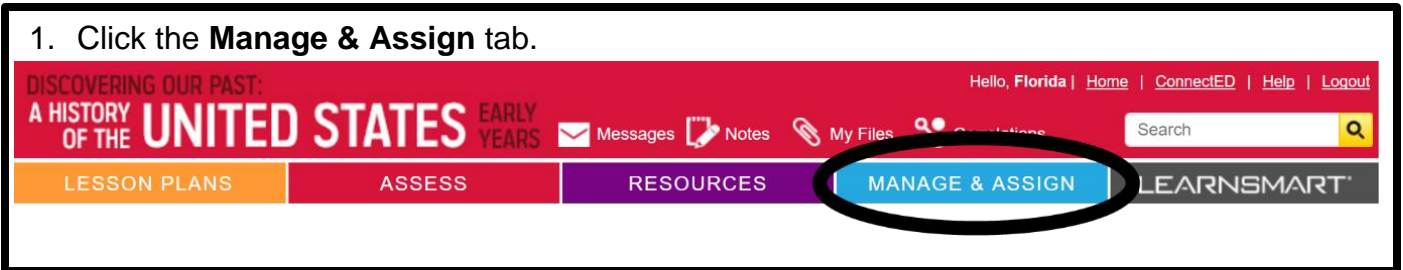 1. Click the Manage & Assign tab.
DISCOVERING OUR PAST:
A HISTORY OF THE UNITED STATES EARLY YEARS
Hello, Florida | Home | ConnectED | Help | Logout
Messages Notes My Files Correlations
Search
LESSON PLANS ASSESS RESOURCES MANAGE & ASSIGN LEARNSMART